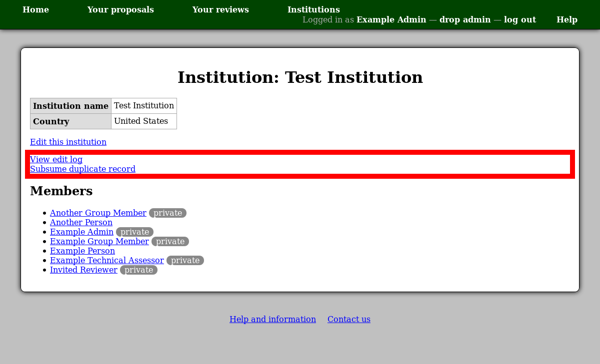 Home Your proposals Your reviews Institutions
Logged in as Example Admin — drop admin — log out Help
Institution: Test Institution
Institution name Test Institution
Country United States
Edit this institution
View edit log
Subsume duplicate record
Members
Another Group Member private
Another Person
Example Admin private
Example Group Member private
Example Person
Example Technical Assessor private
Invited Reviewer private
Help and information Contact us